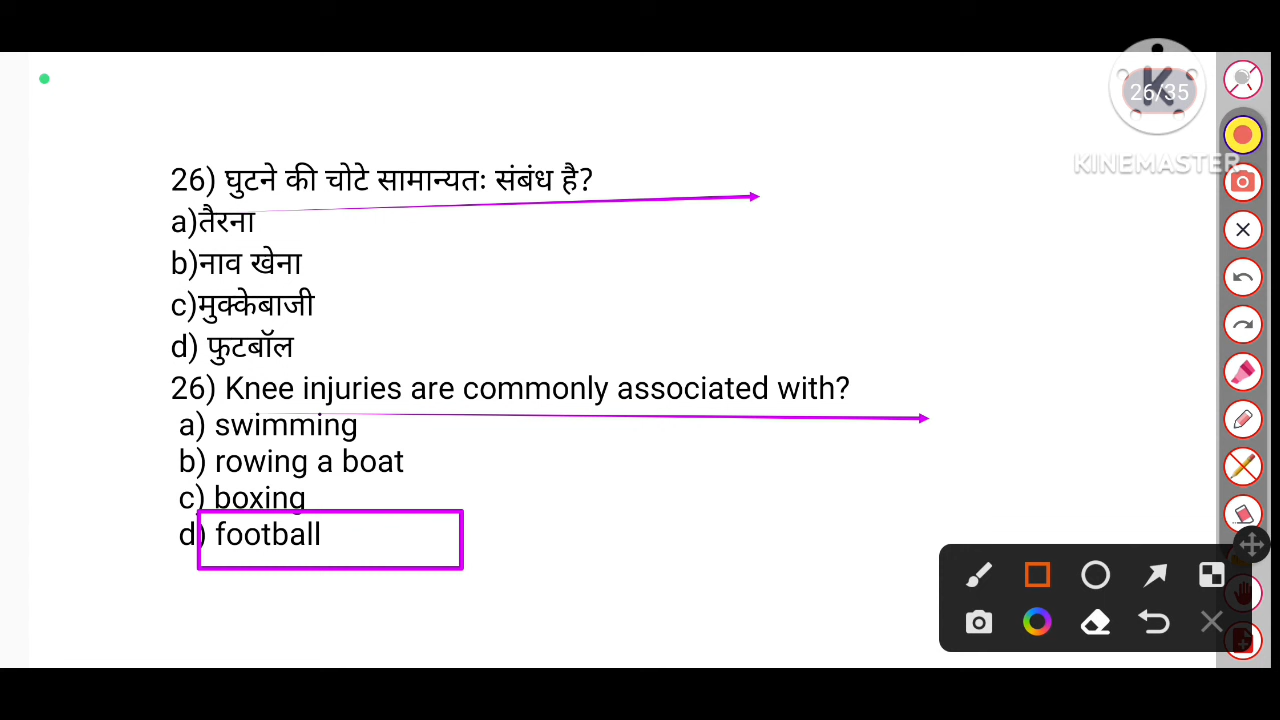 26/35
KINEMASTER
26) घुटने की चोटे सामान्यतः संबंध है?
a)तैरना
b)नाव खेना
c)मुक्केबाजी
d) फुटबॉल
26) Knee injuries are commonly associated with?
a) swimming
b) rowing a boat
c) boxing
d) football